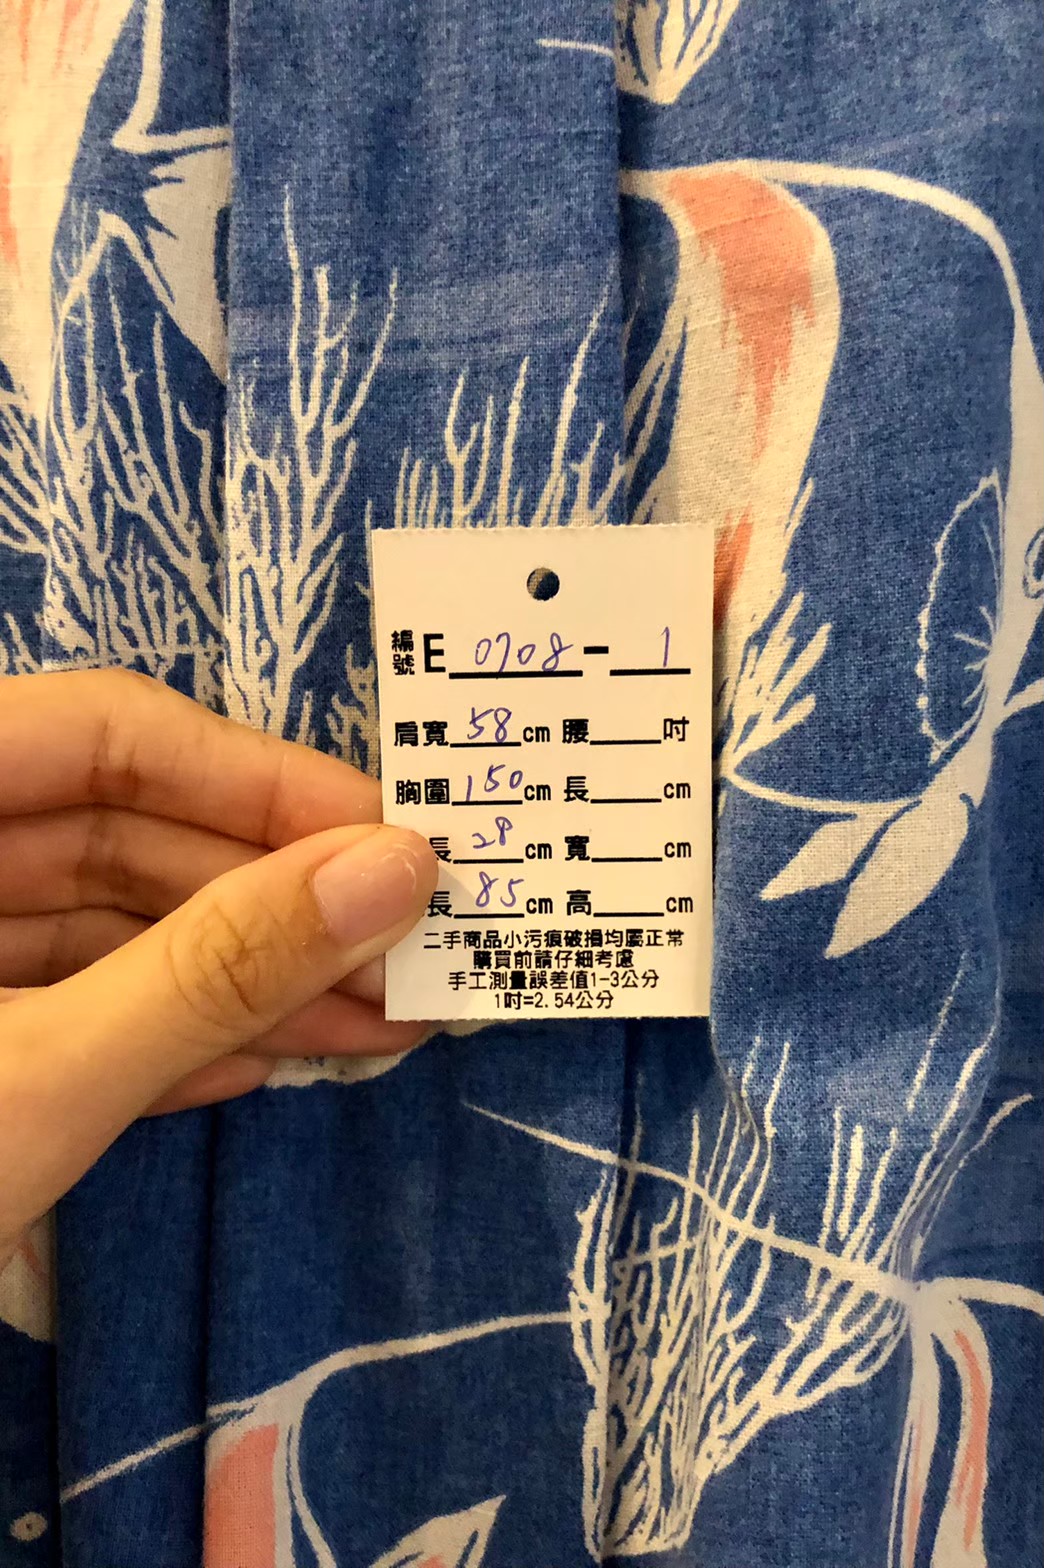 編號E 0708-1
肩寬 58 cm 腰 吋
胸圍 150 cm 長 cm
長 28 cm 寬 cm
長 85 cm 高 cm
二手商品小污痕破損均屬正常
購買前請仔細考慮
手工測量誤差值1-3公分
1吋=2.54公分